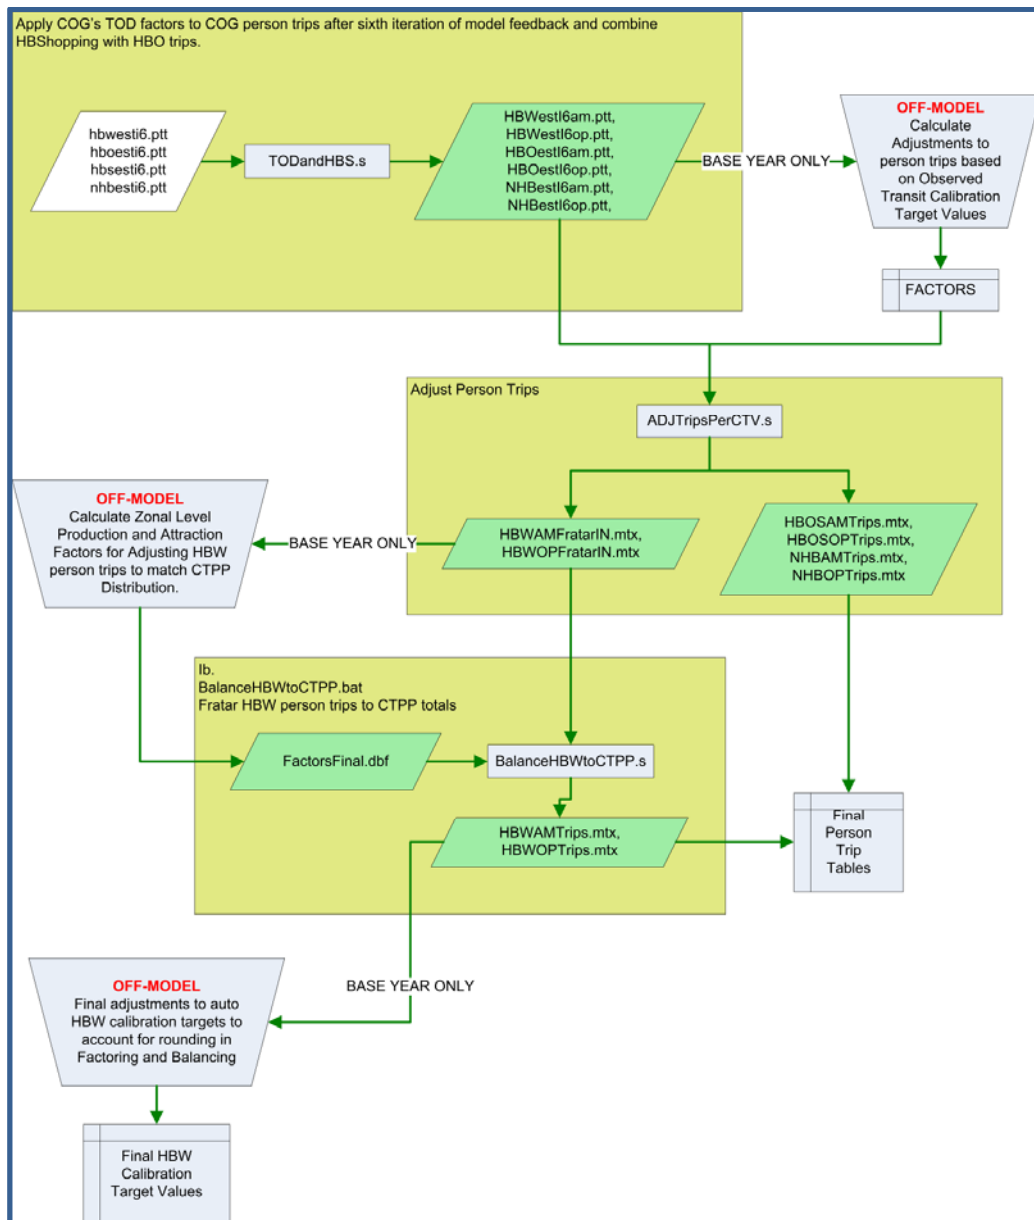 Apply COG's TOD factors to COG person trips after sixth iteration of model feedback and combine
HBShopping with HBO trips.
hbwesti6.ptt
hboesti6.ptt
hbsesti6.ptt
nhbesti6.ptt
TODandHBS.s
HBWestI6am.ptt,
HBWestI6op.ptt,
HBOestI6am.ptt,
HBOestI6op.ptt,
NHBestI6am.ptt,
NHBestI6op.ptt,
BASE YEAR ONLY
OFF-MODEL
Calculate
Adjustments to
person trips based
on Observed
Transit Calibration
Target Values
FACTORS
Adjust Person Trips
ADJTripsPerCTV.s
HBWAMFratarIN.mtx,
HBWOPFratarIN.mtx
HBOSAMTrips.mtx,
HBOSOPTrips.mtx,
NHBAMTrips.mtx,
NHBOPTrips.mtx
BASE YEAR ONLY
OFF-MODEL
Calculate Zonal Level
Production and Attraction
Factors for Adjusting HBW
person trips to match CTPP
Distribution.
Ib.
BalanceHBWtoCTPP.bat
Fratar HBW person trips to CTPP totals
FactorsFinal.dbf
BalanceHBWtoCTPP.s
HBWAMTrips.mtx,
HBWOPTrips.mtx
Final
Person
Trip
Tables
BASE YEAR ONLY
OFF-MODEL
Final adjustments to auto
HBW calibration targets to
account for rounding in
Factoring and Balancing
Final HBW
Calibration
Target Values